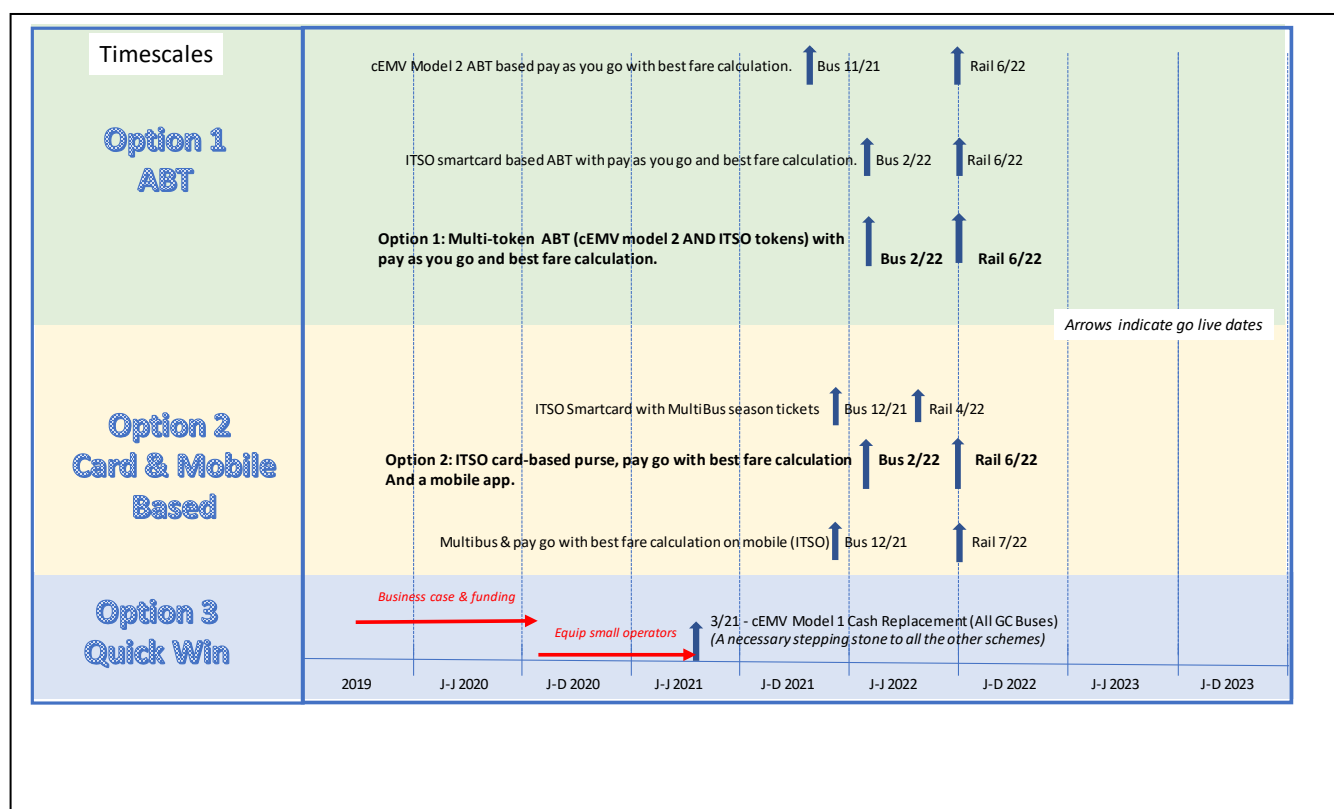 Timescales
Option 1
ABT
cEMV Model 2 ABT based pay as you go with best fare calculation.
Bus 11/21
Rail 6/22
ITSO smartcard based ABT with pay as you go and best fare calculation.
Bus 2/22
Rail 6/22
Option 1: Multi-token ABT (cEMV model 2 AND ITSO tokens) with
pay as you go and best fare calculation.
Bus 2/22
Rail 6/22
Arrows indicate go live dates
Option 2
Card & Mobile
Based
ITSO Smartcard with MultiBus season tickets
Bus 12/21
Rail 4/22
Option 2: ITSO card-based purse, pay go with best fare calculation
And a mobile app.
Bus 2/22
Rail 6/22
Multibus & pay go with best fare calculation on mobile (ITSO)
Bus 12/21
Rail 7/22
Option 3
Quick Win
Business case & funding
Equip small operators
3/21 - cEMV Model 1 Cash Replacement (All GC Buses)
(A necessary stepping stone to all the other schemes)
2019
J-J 2020
J-D 2020
J-J 2021
J-D 2021
J-J 2022
J-D 2022
J-J 2023
J-D 2023